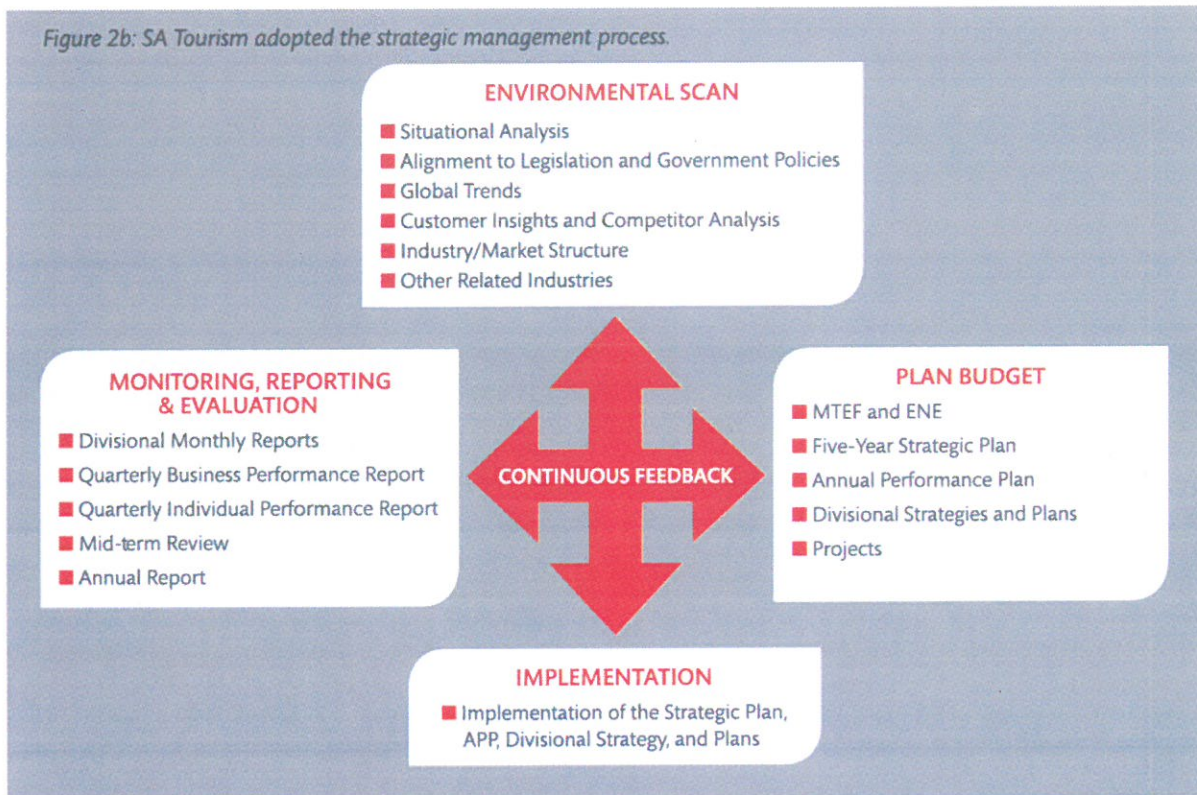 Figure 2b: SA Tourism adopted the strategic management process.
ENVIRONMENTAL SCAN
Situational Analysis
Alignment to Legislation and Government Policies
Global Trends
Customer Insights and Competitor Analysis
Industry/Market Structure
Other Related Industries
MONITORING, REPORTING
& EVALUATION
Divisional Monthly Reports
Quarterly Business Performance Report
Quarterly Individual Performance Report
Mid-term Review
Annual Report
CONTINUOUS FEEDBACK
PLAN BUDGET
MTEF and ENE
Five-Year Strategic Plan
Annual Performance Plan
Divisional Strategies and Plans
Projects
IMPLEMENTATION
Implementation of the Strategic Plan,
APP, Divisional Strategy, and Plans